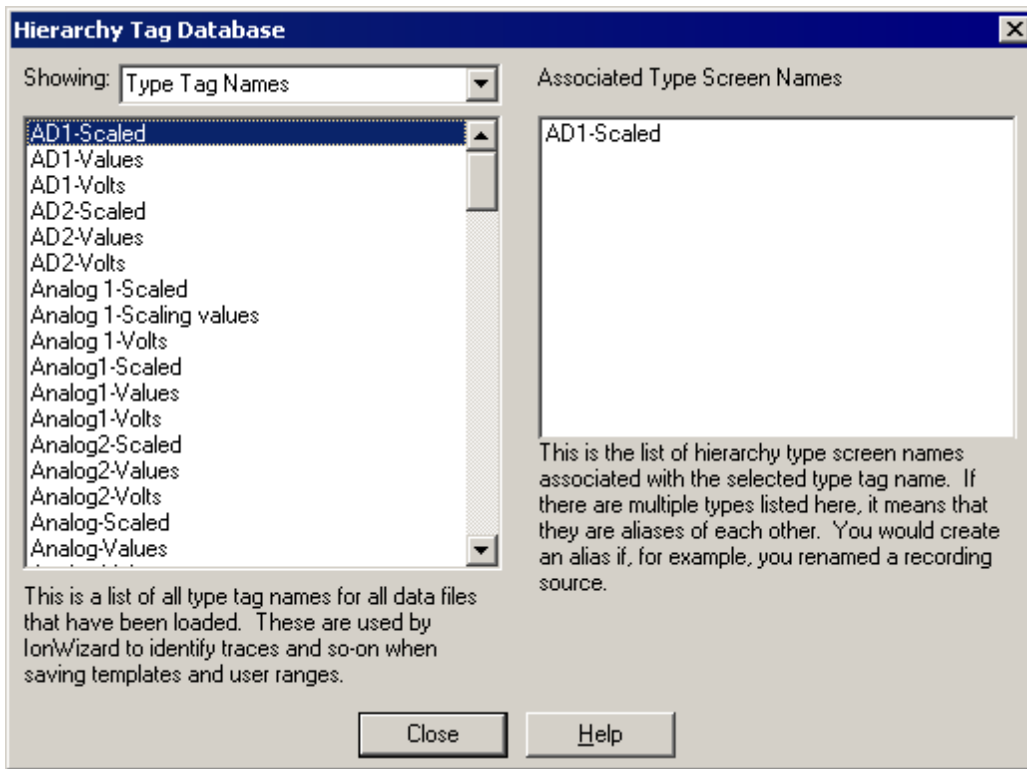 Hierarchy Tag Database
Showing: Type Tag Names
AD1-Scaled
AD1-Values
AD1-Volts
AD2-Scaled
AD2-Values
AD2-Volts
Analog 1-Scaled
Analog 1-Scaling values
Analog 1-Volts
Analog1-Scaled
Analog1-Values
Analog1-Volts
Analog2-Scaled
Analog2-Values
Analog2-Volts
Analog-Scaled
Analog-Values
This is a list of all type tag names for all data files
that have been loaded.  These are used by
IonWizard to identify traces and so-on when
saving templates and user ranges.
Associated Type Screen Names
AD1-Scaled
This is the list of hierarchy type screen names
associated with the selected type tag name.  If
there are multiple types listed here, it means that
they are aliases of each other.  You would create
an alias if, for example, you renamed a recording
source.
Close
Help